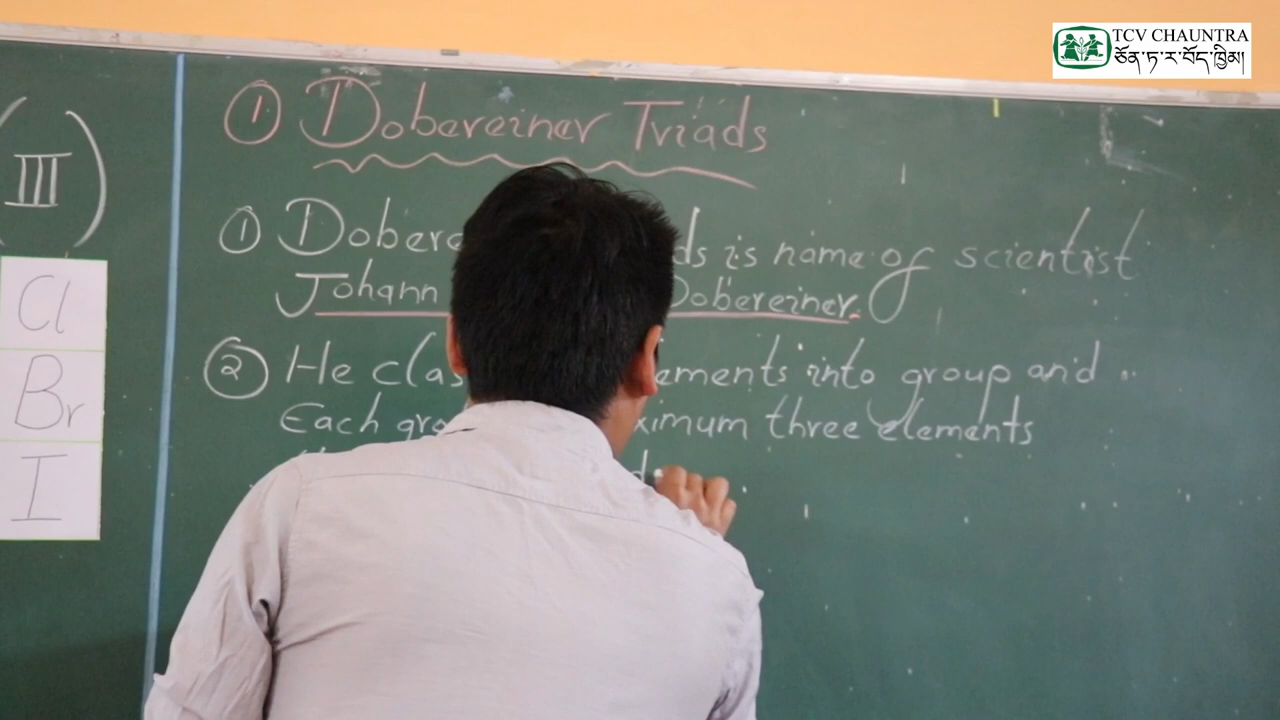 TCV CHAUNTRA
ཅོན་ཏ་ར་བོད་ཁྱིམ།
(III)
Cl
Br
I
① Dobereiner Triads
① Dobere ds is name of scientist
Johann Dobereiner.
② He clas ements into group and ..
Each gro ximum three elements